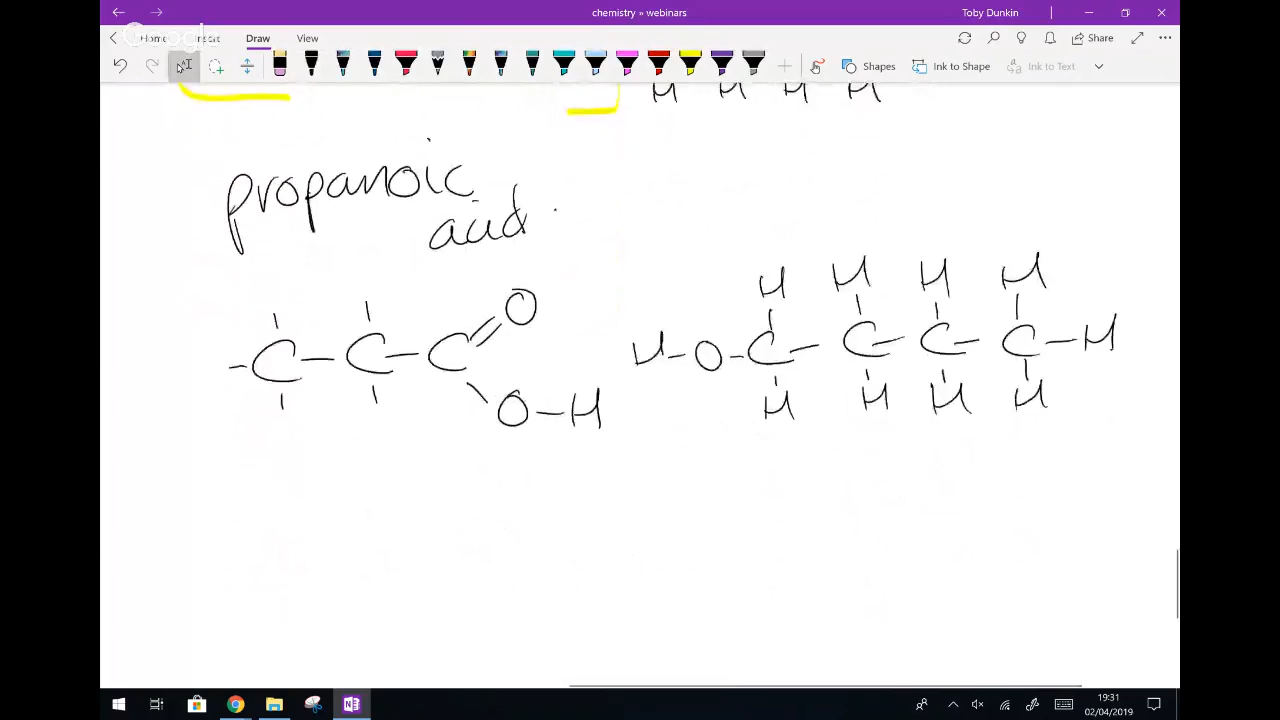 chemistry » webinars
Toby Dunkin
Google
Home Insert Draw View
Share
Shapes Ink to Shape Ink to Text
H H H H
propanoic
acid.
H H H H
O
C C C
H O C C C C H
O H
H H H H
19:31
02/04/2019